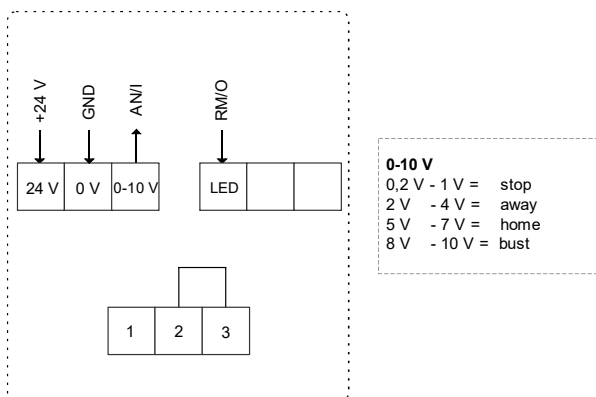 +24 V
GND
AN/I
RM/O
24 V 0 V 0-10 V
LED
1 2 3
0-10 V
0,2 V - 1 V = stop
2 V - 4 V = away
5 V - 7 V = home
8 V - 10 V = bust